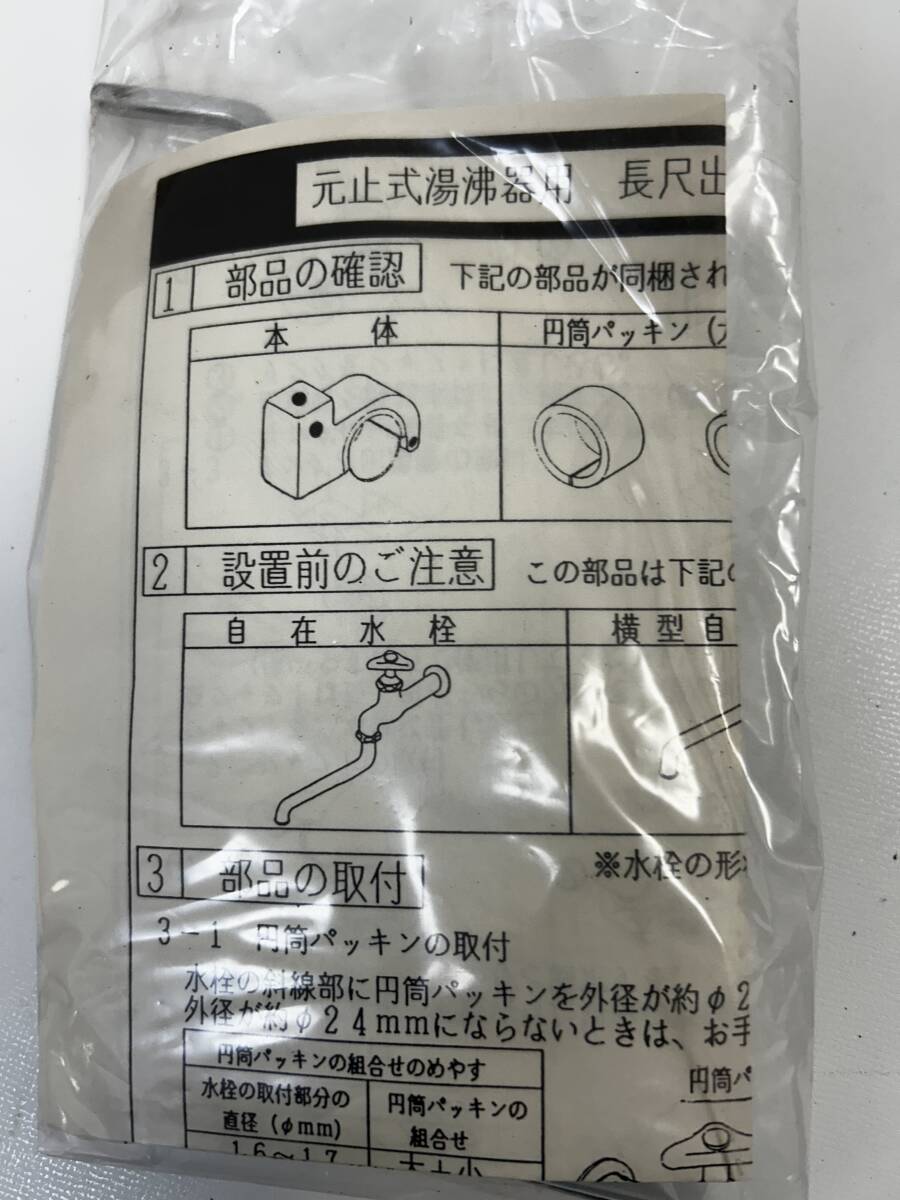 元止式湯沸器用 長尺出
1 部品の確認 下記の部品が同梱され
本体 円筒パッキン(大
2 設置前のご注意 この部品は下記の
自在水栓 横型自
※水栓の形
3 部品の取付
3-1 円筒パッキンの取付
水栓の斜線部に円筒パッキンを外径が約φ2
外径が約φ24mmにならないときは、お手
円筒パッキンの組合せのめやす
水栓の取付部分の直径(φmm) 円筒パッキンの組合せ
16~17 大+小
円筒パ